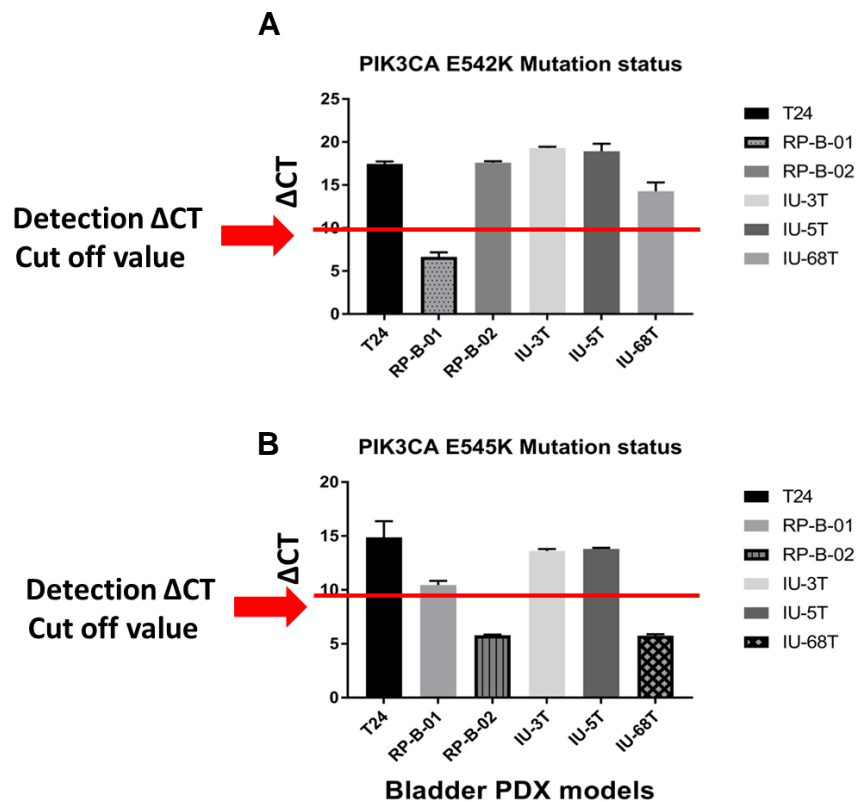 A
PIK3CA E542K Mutation status
25
20
15
10
5
0
ΔCT
Detection ΔCT
Cut off value
T24
RP-B-01
RP-B-02
IU-3T
IU-5T
IU-68T
T24
RP-B-01
RP-B-02
IU-3T
IU-5T
IU-68T
B
PIK3CA E545K Mutation status
20
15
10
5
0
ΔCT
Detection ΔCT
Cut off value
T24
RP-B-01
RP-B-02
IU-3T
IU-5T
IU-68T
T24
RP-B-01
RP-B-02
IU-3T
IU-5T
IU-68T
Bladder PDX models